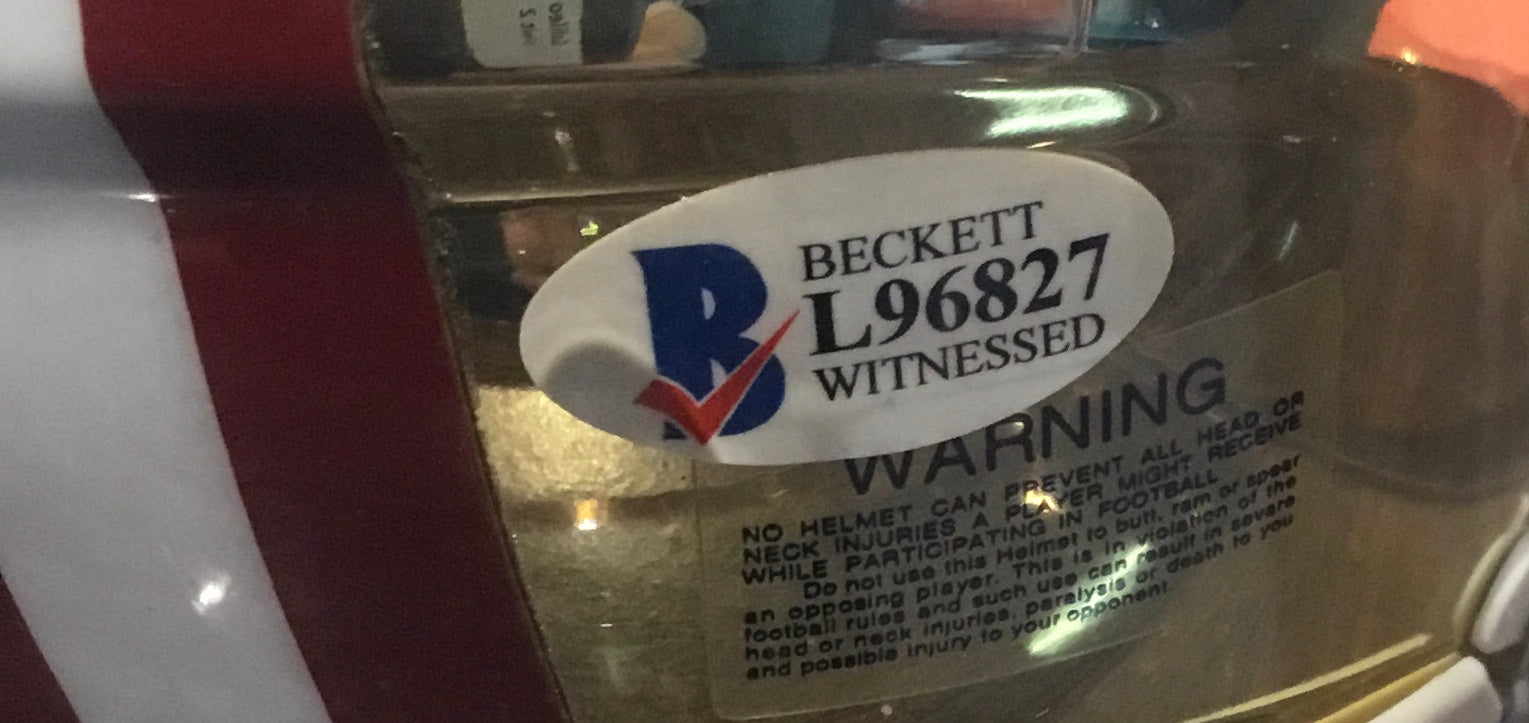 BECKETT
L96827
WITNESSED
WARNING
NO HELMET CAN PREVENT ALL HEAD OR
NECK INJURIES A PLAYER MIGHT RECEIVE
WHILE PARTICIPATING IN FOOTBALL
Do not use this Helmet to butt, ram or spear
an opposing player. This is in violation of the
football rules and such use can result in severe
head or neck injuries, paralysis or death to you
and possible injury to your opponent.